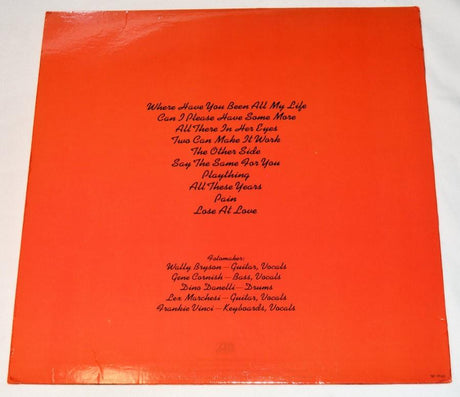 Where Have You Been All My Life
Can I Please Have Some More
All There In Her Eyes
Two Can Make It Work
The Other Side
Say The Same For You
Plaything
All These Years
Pain
Lose At Love
Fotomaker:
Wally Bryson—Guitar, Vocals
Gene Cornish—Bass, Vocals
Dino Danelli—Drums
Lex Marchesi—Guitar, Vocals
Frankie Vinci—Keyboards, Vocals